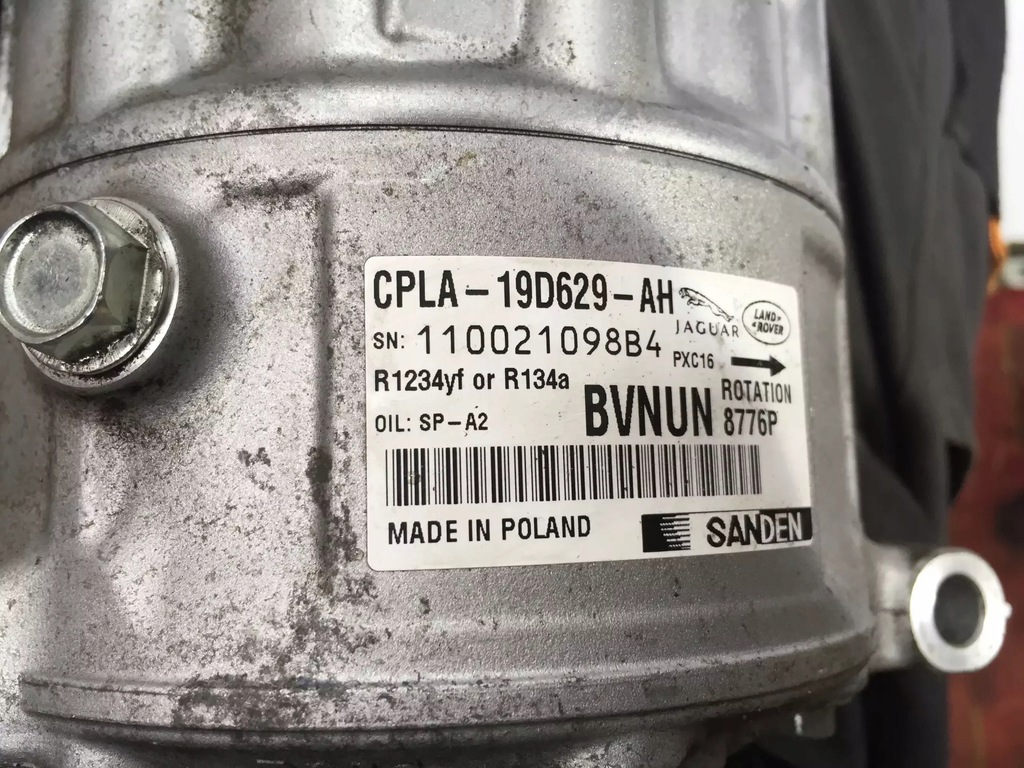 CPLA-19D629-AH
JAGUAR
LAND ROVER
SN: 110021098B4
PXC16
R1234yf or R134a
ROTATION
OIL: SP-A2
BVNUN 8776P
MADE IN POLAND
SANDEN